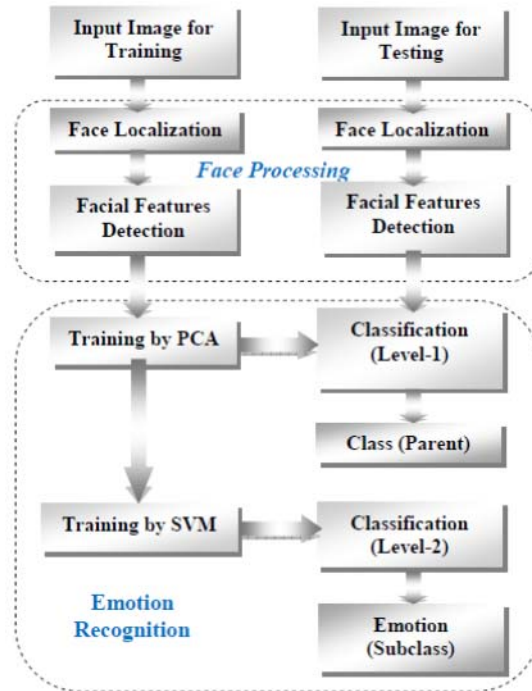 Input Image for
Training
Input Image for
Testing
Face Localization
Face Localization
Face Processing
Facial Features
Detection
Facial Features
Detection
Training by PCA
Classification
(Level-1)
Class (Parent)
Training by SVM
Classification
(Level-2)
Emotion
Recognition
Emotion
(Subclass)